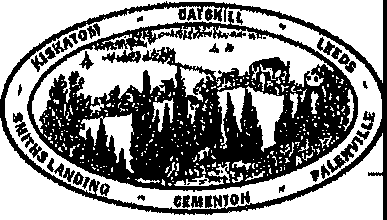 KISKATOM - CATSKILL - LEEDS -
SMITHS LANDING - CEMENTON - PALENVILLE